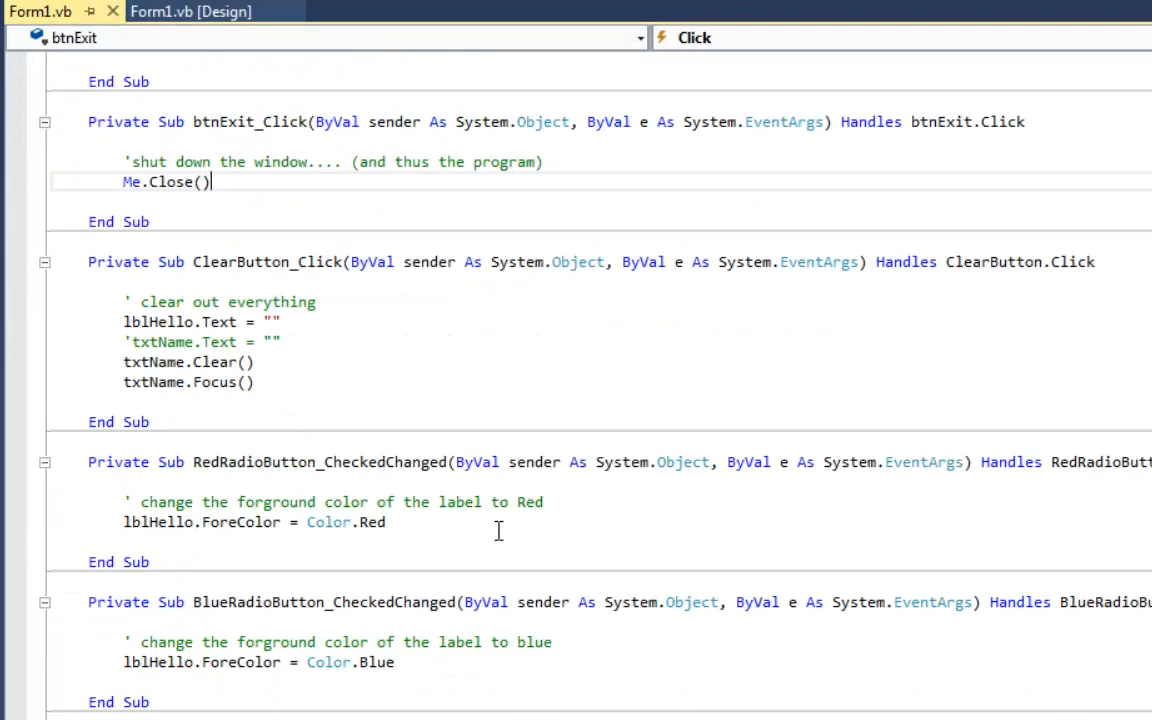 Form1.vb
Form1.vb [Design]
btnExit
Click
End Sub
Private Sub btnExit_Click(ByVal sender As System.Object, ByVal e As System.EventArgs) Handles btnExit.Click
'shut down the window.... (and thus the program)
Me.Close()
End Sub
Private Sub ClearButton_Click(ByVal sender As System.Object, ByVal e As System.EventArgs) Handles ClearButton.Click
' clear out everything
lblHello.Text = ""
'txtName.Text = ""
txtName.Clear()
txtName.Focus()
End Sub
Private Sub RedRadioButton_CheckedChanged(ByVal sender As System.Object, ByVal e As System.EventArgs) Handles RedRadioButt
' change the forground color of the label to Red
lblHello.ForeColor = Color.Red
End Sub
Private Sub BlueRadioButton_CheckedChanged(ByVal sender As System.Object, ByVal e As System.EventArgs) Handles BlueRadioBu
' change the forground color of the label to blue
lblHello.ForeColor = Color.Blue
End Sub